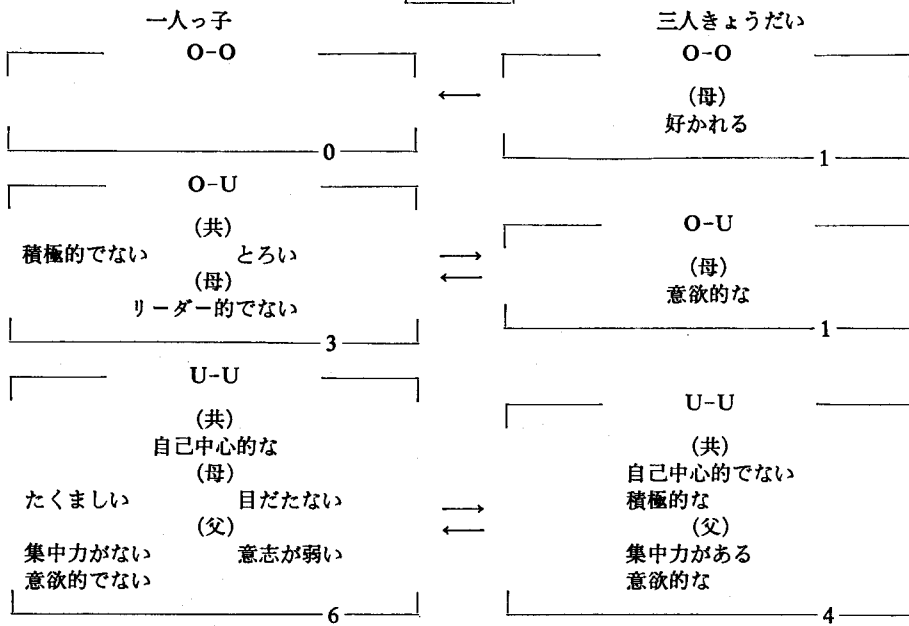 一人っ子
O-O
0
O-U
(共)
積極的でない とろい
(母)
リーダー的でない
3
U-U
(共)
自己中心的な
(母)
たくましい 目だたない
(父)
集中力がない 意志が弱い
意欲的でない
6
←
→
←
→
←
三人きょうだい
O-O
(母)
好かれる
1
O-U
(母)
意欲的な
1
U-U
(共)
自己中心的でない
積極的な
(父)
集中力がある
意欲的な
4